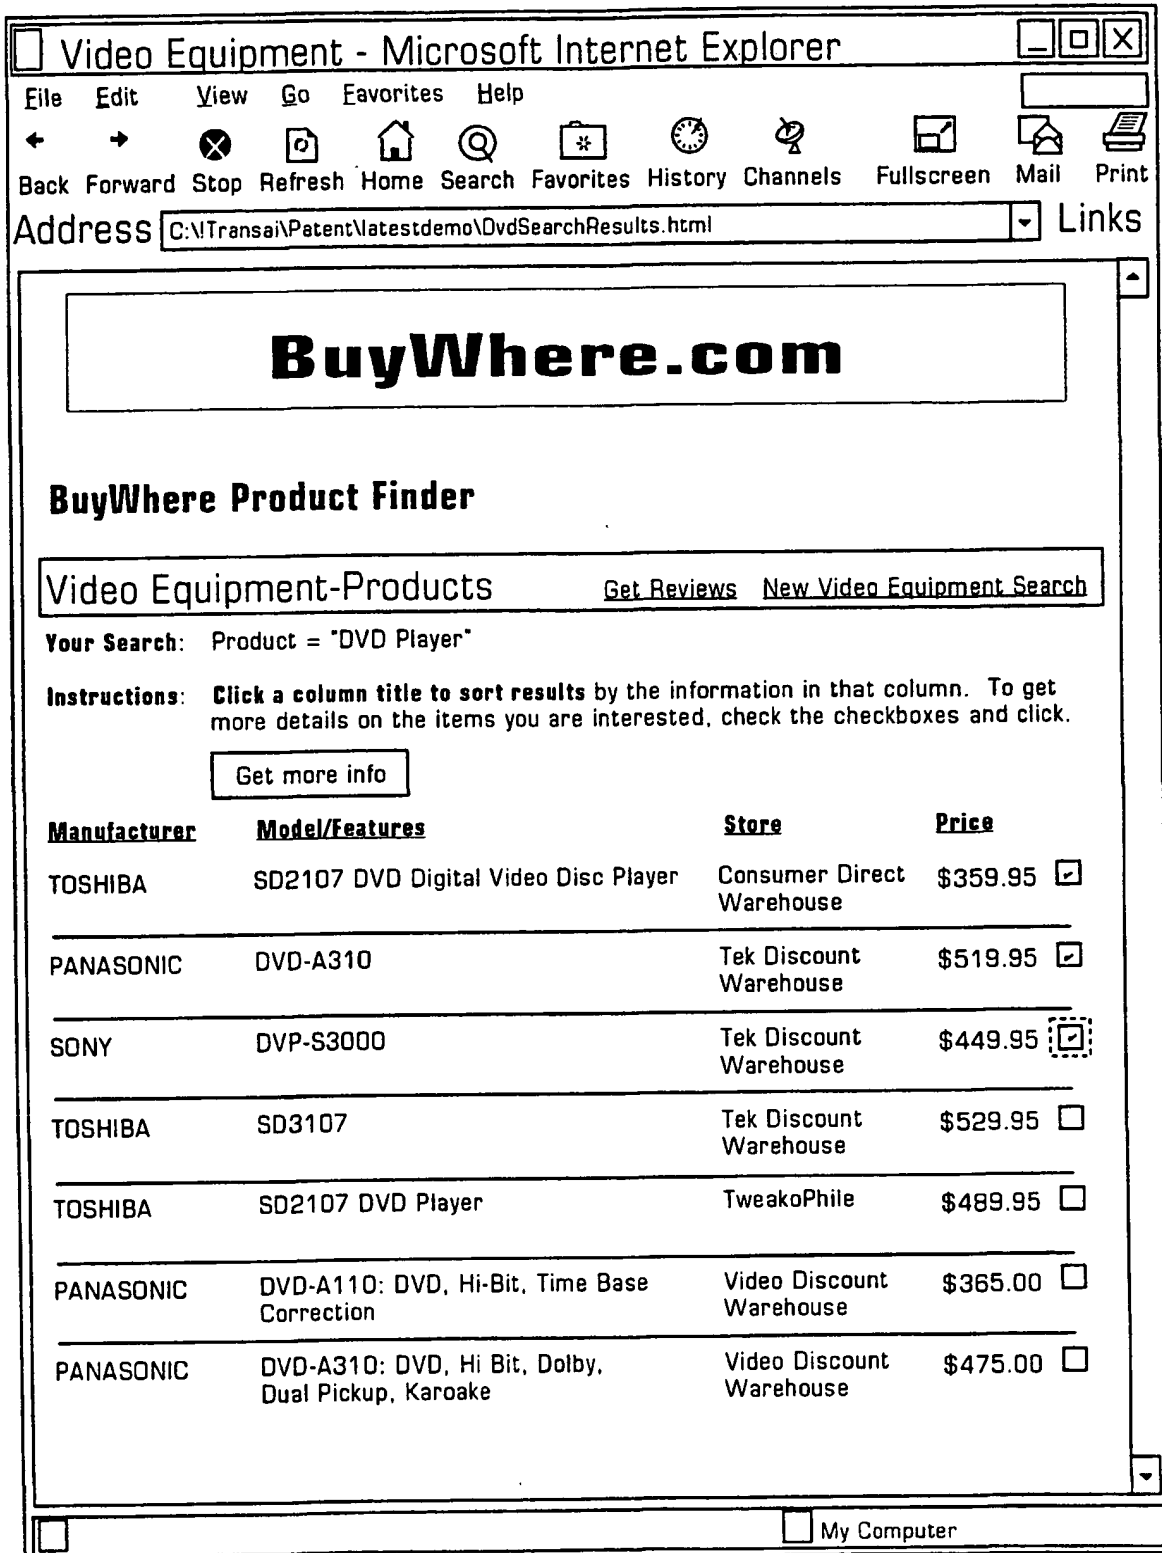 Video Equipment - Microsoft Internet Explorer
File Edit View Go Favorites Help
Back Forward Stop Refresh Home Search Favorites History Channels Fullscreen Mail Print
Address C:\!Transai\Patent\latestdemo\DvdSearchResults.html Links
BuyWhere.com
BuyWhere Product Finder
Video Equipment-Products Get Reviews New Video Equipment Search
Your Search: Product = "DVD Player"
Instructions: Click a column title to sort results by the information in that column. To get
more details on the items you are interested, check the checkboxes and click.
Get more info
Manufacturer Model/Features Store Price
TOSHIBA SD2107 DVD Digital Video Disc Player Consumer Direct $359.95
Warehouse
PANASONIC DVD-A310 Tek Discount $519.95
Warehouse
SONY DVP-S3000 Tek Discount $449.95
Warehouse
TOSHIBA SD3107 Tek Discount $529.95
Warehouse
TOSHIBA SD2107 DVD Player TweakoPhile $489.95
PANASONIC DVD-A110: DVD, Hi-Bit, Time Base Video Discount $365.00
Correction Warehouse
PANASONIC DVD-A310: DVD, Hi Bit, Dolby, Video Discount $475.00
Dual Pickup, Karoake Warehouse
My Computer